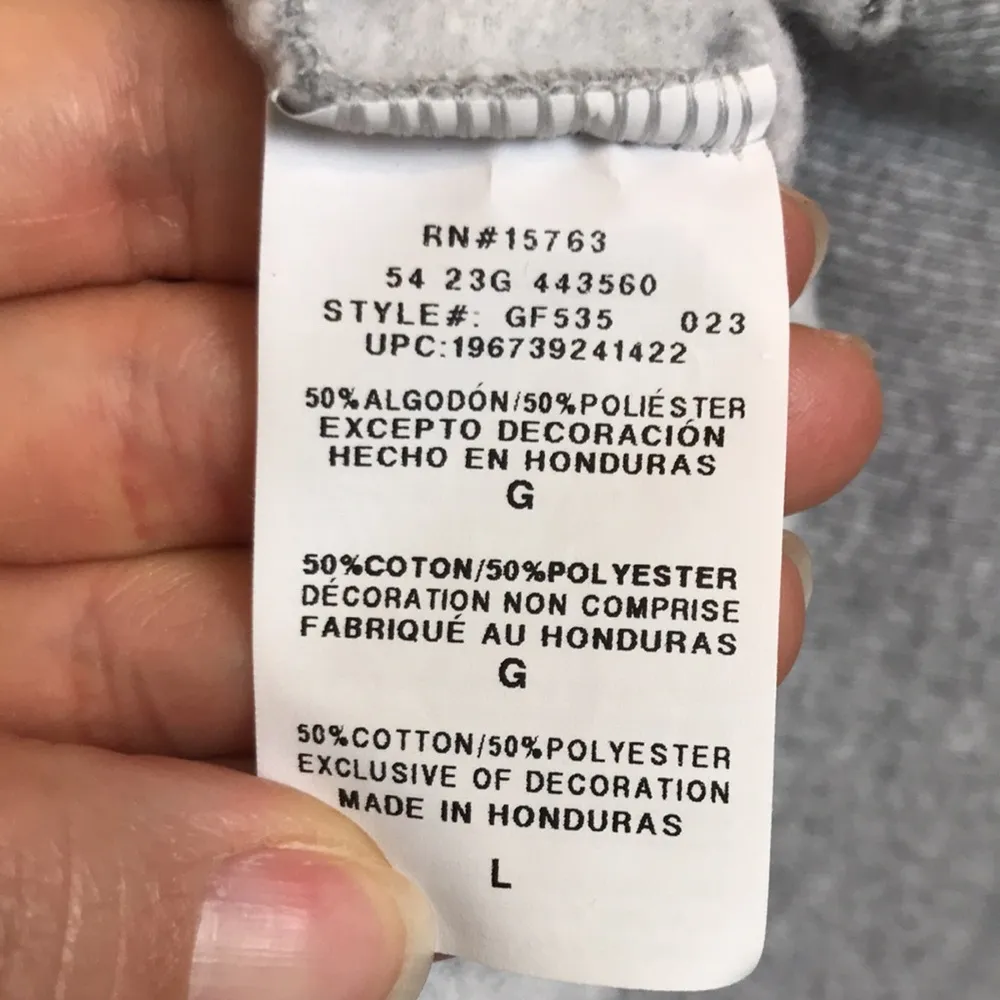 RN#15763
54 23G 443560
STYLE#: GF535 023
UPC:196739241422
50%ALGODÓN/50%POLIÉSTER
EXCEPTO DECORACIÓN
HECHO EN HONDURAS
G
50%COTON/50%POLYESTER
DÉCORATION NON COMPRISE
FABRIQUÉ AU HONDURAS
G
50%COTTON/50%POLYESTER
EXCLUSIVE OF DECORATION
MADE IN HONDURAS
L